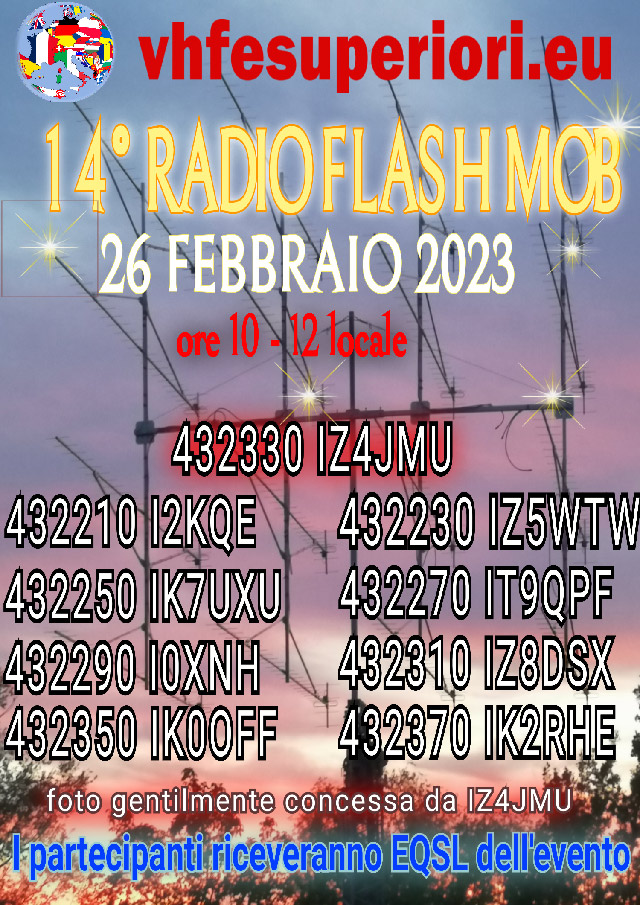 vhfesuperiori.eu
14° RADIO FLASH MOB
26 FEBBRAIO 2023
ore 10 - 12 locale
432330 IZ4JMU
432210 I2KQE 432230 IZ5WTW
432250 IK7UXU 432270 IT9QPF
432290 I0XNH 432310 IZ8DSX
432350 IK0OFF 432370 IK2RHE
foto gentilmente concessa da IZ4JMU
I partecipanti riceveranno EQSL dell'evento